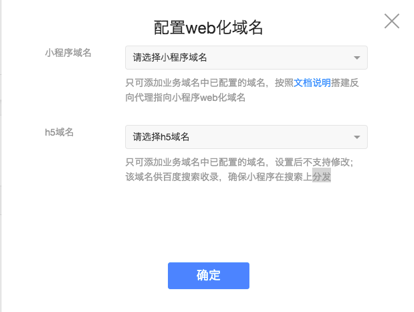 配置web化域名
小程序域名
请选择小程序域名
只可添加业务域名中已配置的域名，按照文档说明搭建反
向代理指向小程序web化域名
h5域名
请选择h5域名
只可添加业务域名中已配置的域名，设置后不支持修改；
该域名供百度搜索收录，确保小程序在搜索上分发
确定